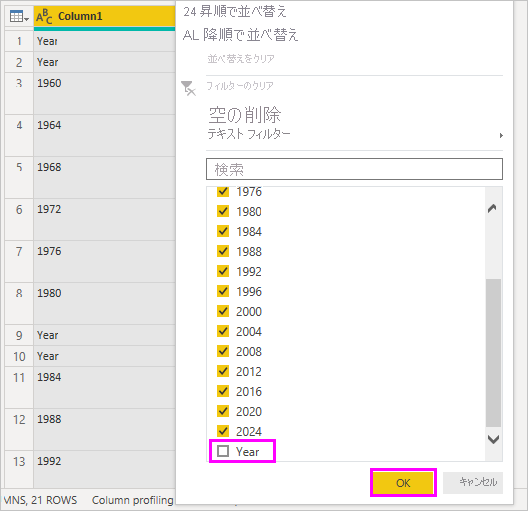 ABC Column1
1 Year
2 Year
3 1960
4 1964
5 1968
6 1972
7 1976
8 1980
9 Year
10 Year
11 1984
12 1988
13 1992
MNS, 21 ROWS Column profiling
24 昇順で並べ替え
AL 降順で並べ替え
並べ替えをクリア
フィルターのクリア
空の削除
テキスト フィルター
検索
1976
1980
1984
1988
1992
1996
2000
2004
2008
2012
2016
2020
2024
Year
OK
キャンセル